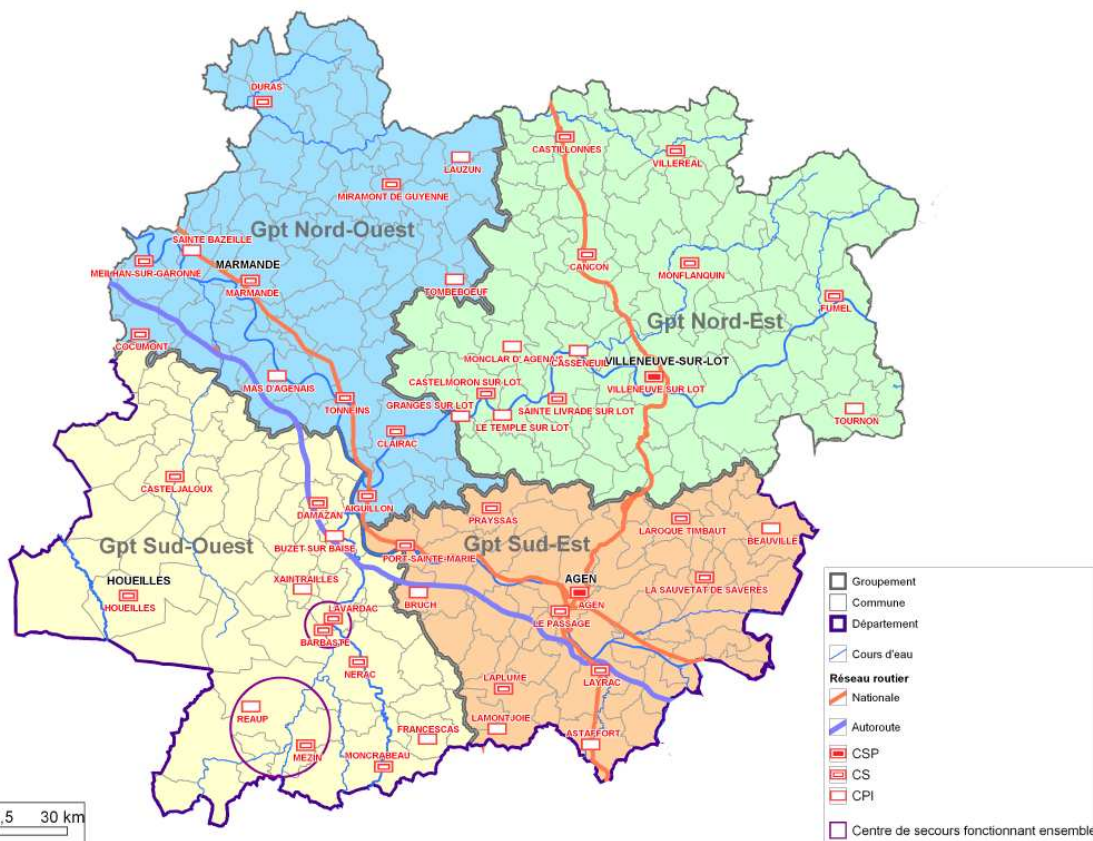 DURAS
CASTILLONNES
VILLEREAL
LAUZUN
MIRAMONT DE GUYENNE
Gpt Nord-Ouest
SAINTE BAZEILLE
MARMANDE
MEILHAN-SUR-GARONNE
MARMANDE
CANCON
MONFLANQUIN
TOMBEBOEUF
FUMEL
Gpt Nord-Est
COCUMONT
MONCLAR D' AGENAIS
CASSENEUIL
VILLENEUVE-SUR-LOT
MAS D'AGENAIS
CASTELMORON SUR LOT
VILLENEUVE SUR LOT
TONNEINS
GRANGES SUR LOT
SAINTE LIVRADE SUR LOT
LE TEMPLE SUR LOT
TOURNON
CLAIRAC
CASTELJALOUX
AIGUILLON
DAMAZAN
PRAYSSAS
LAROQUE TIMBAUT
BEAUVILLE
Gpt Sud-Ouest
BUZET SUR BAISE
PORT-SAINTE-MARIE
Gpt Sud-Est
HOUEILLES
XAINTRAILLES
AGEN
LA SAUVETAT DE SAVERES
HOUEILLES
LAVARDAC
BRUCH
AGEN
BARBASTE
LE PASSAGE
NERAC
LAYRAC
LAPLUME
REAUP
LAMONTJOIE
FRANCESCAS
ASTAFFORT
MEZIN
MONCRABEAU
,5 30 km
Groupement
Commune
Département
Cours d'eau
Réseau routier
Nationale
Autoroute
CSP
CS
CPI
Centre de secours fonctionnant ensemble